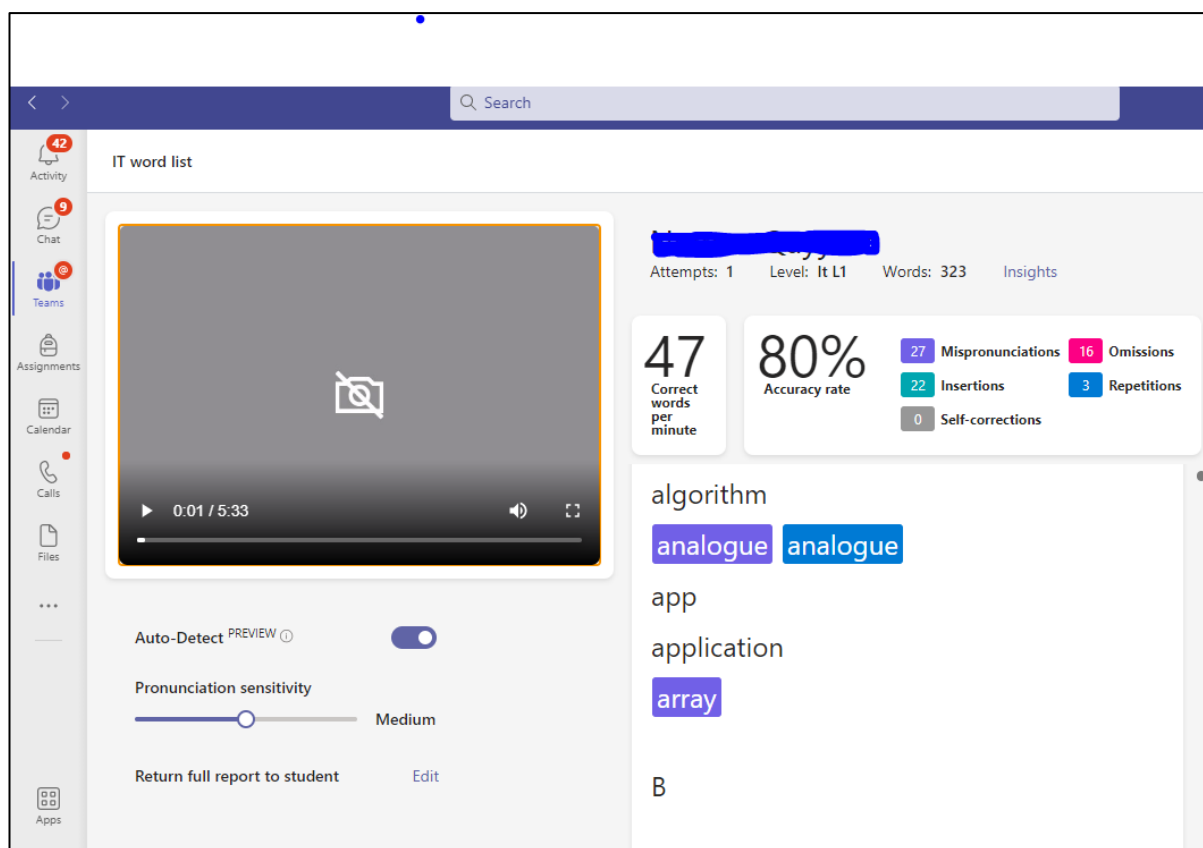 Search
42
Activity
IT word list
9
Chat
@
Teams
Attempts: 1 Level: It L1 Words: 323 Insights
Assignments
47
Correct
words
per
minute
80%
Accuracy rate
27 Mispronunciations 16 Omissions
22 Insertions 3 Repetitions
0 Self-corrections
Calendar
Calls
Files
...
0:01 / 5:33
algorithm
analogue analogue
app
application
array
B
Auto-Detect PREVIEW
Pronunciation sensitivity
Medium
Return full report to student Edit
Apps